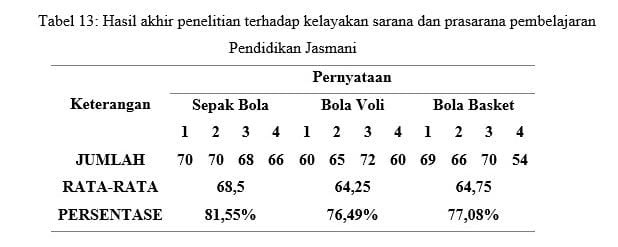 Tabel 13: Hasil akhir penelitian terhadap kelayakan sarana dan prasarana pembelajaran
Pendidikan Jasmani
Pernyataan
Keterangan Sepak Bola Bola Voli Bola Basket
1 2 3 4 1 2 3 4 1 2 3 4
JUMLAH 70 70 68 66 60 65 72 60 69 66 70 54
RATA-RATA 68,5 64,25 64,75
PERSENTASE 81,55% 76,49% 77,08%